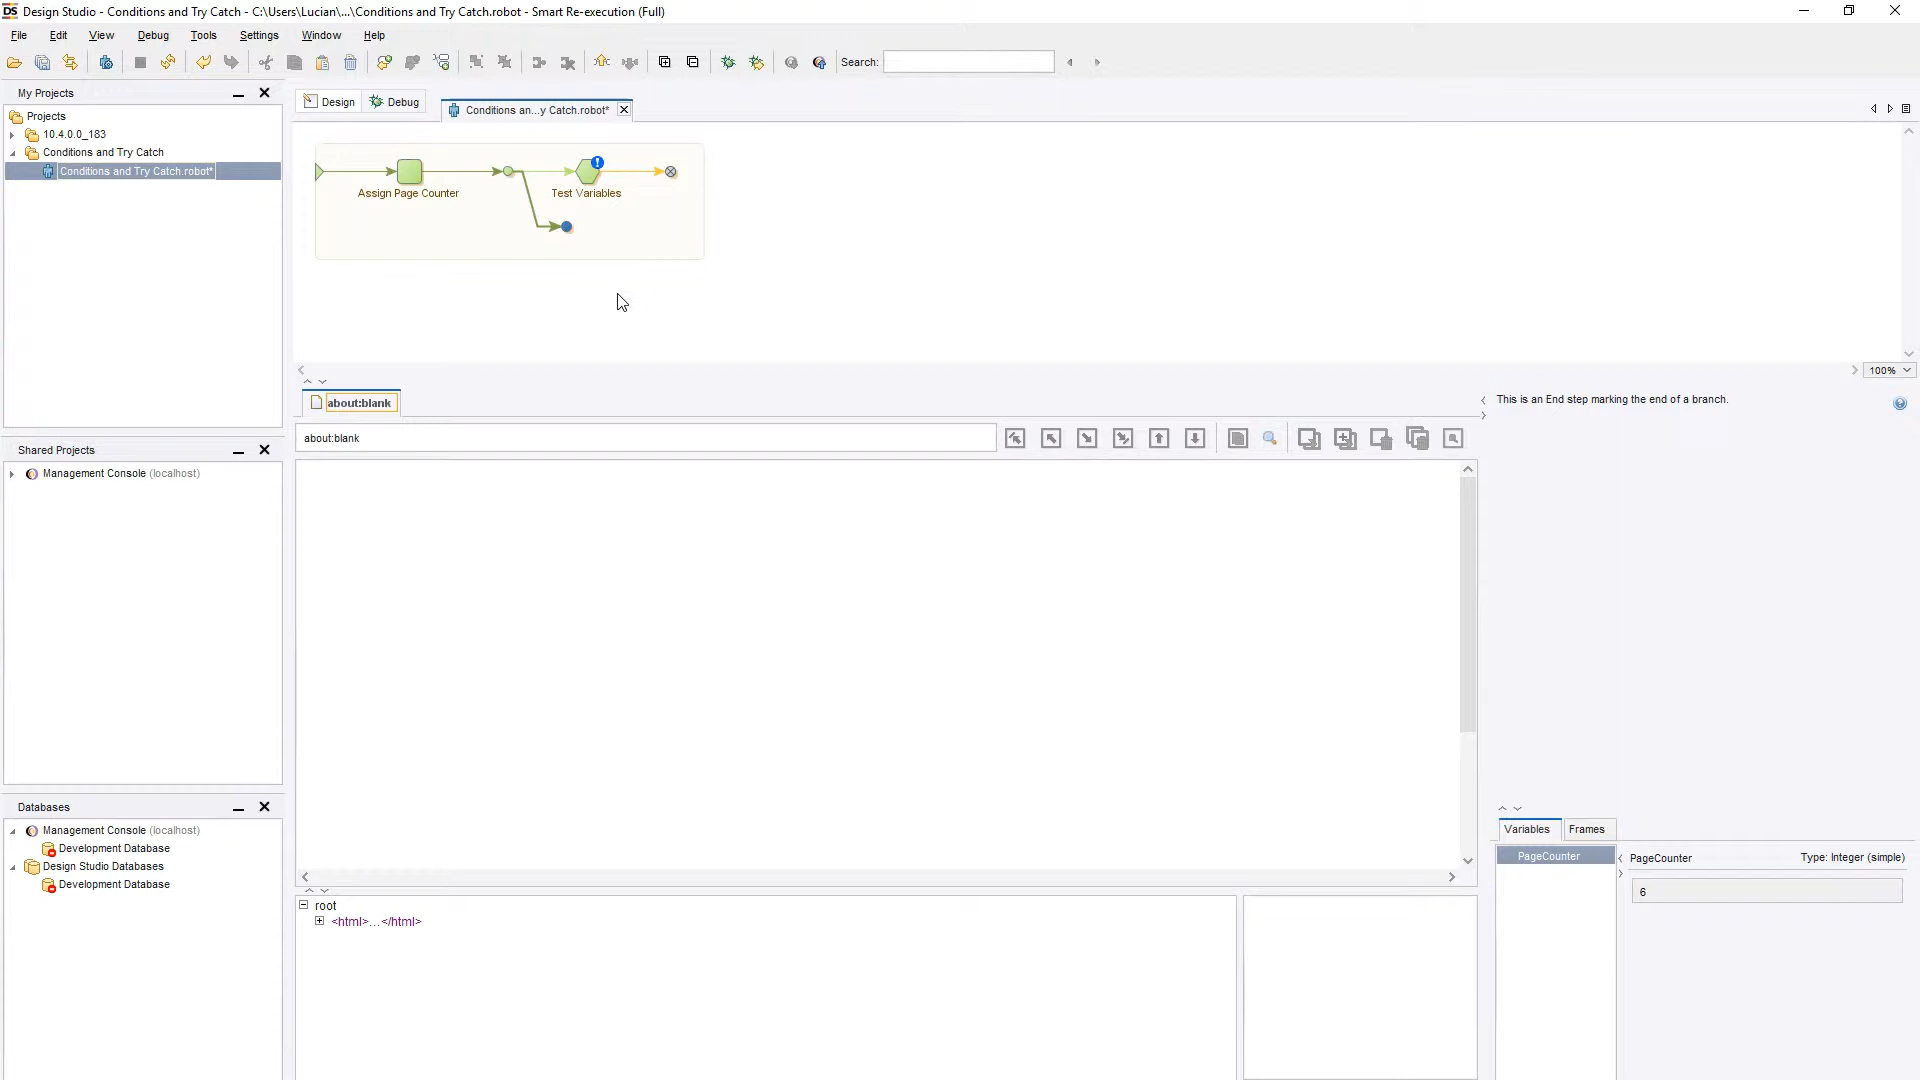 DS Design Studio - Conditions and Try Catch - C:\Users\Lucian\...\Conditions and Try Catch.robot* - Smart Re-execution (Full)
File Edit View Debug Tools Settings Window Help
Search:
My Projects
Projects
10.4.0.0_183
Conditions and Try Catch
Conditions and Try Catch.robot*
Design
Debug
Conditions an...y Catch.robot*
Assign Page Counter
Test Variables
100%
about:blank
about:blank
This is an End step marking the end of a branch.
Shared Projects
Management Console (localhost)
Databases
Management Console (localhost)
Development Database
Design Studio Databases
Development Database
root
<html>...</html>
Variables
Frames
PageCounter
PageCounter
Type: Integer (simple)
6